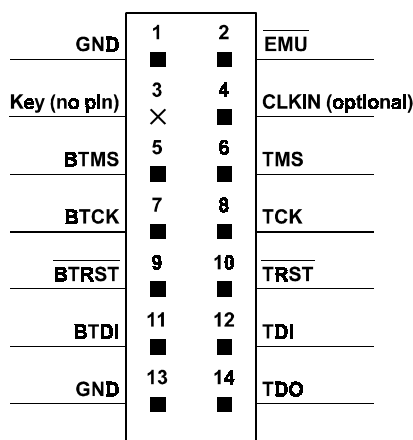 GND 1 2 EMU
Key (no pin) 3 4 CLKIN (optional)
BTMS 5 6 TMS
BTCK 7 8 TCK
BTRST 9 10 TRST
BTDI 11 12 TDI
GND 13 14 TDO